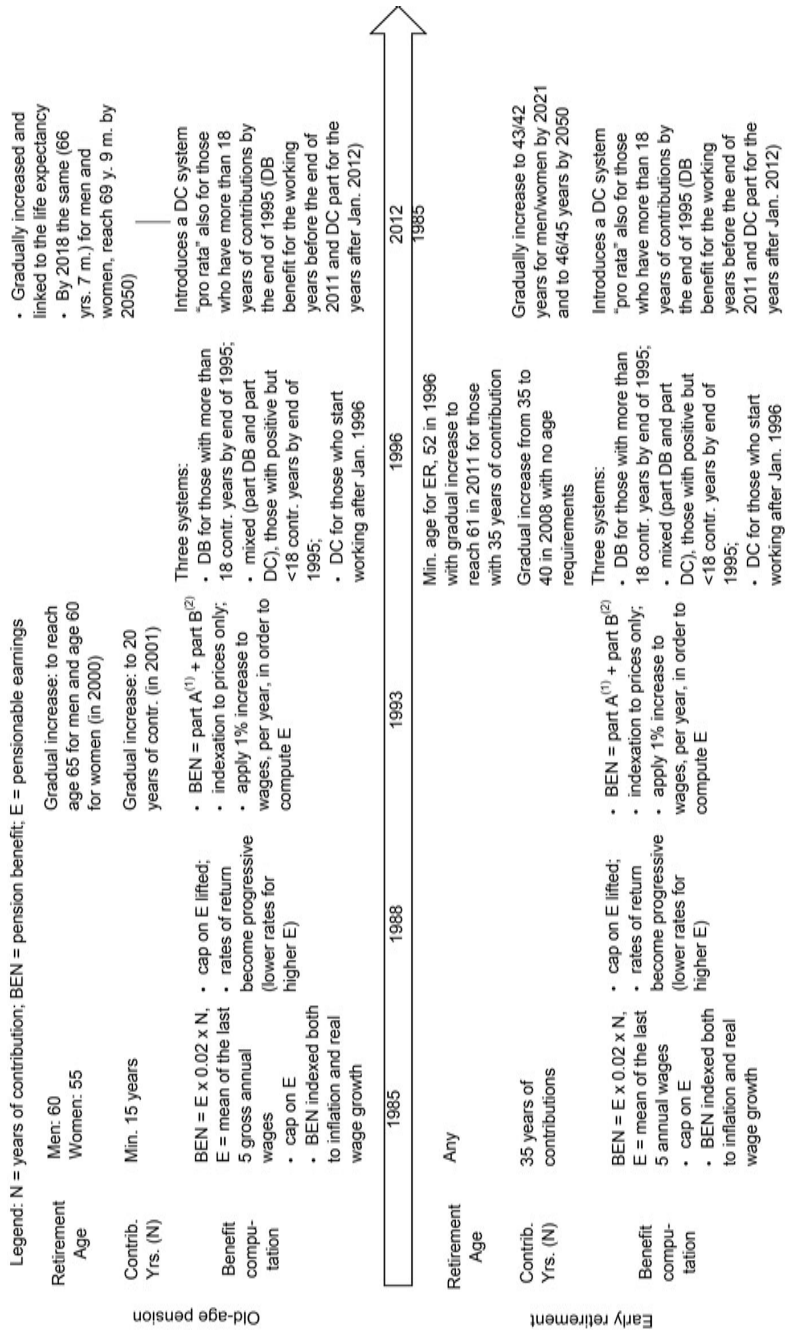 Legend: N = years of contribution; BEN = pension benefit; E = pensionable earnings
Old-age pension
Retirement
Age
Men: 60
Women: 55
Gradual increase: to reach
age 65 for men and age 60
for women (in 2000)
• Gradually increased and
linked to the life expectancy
• By 2018 the same (66
yrs. 7 m.) for men and
women, reach 69 y. 9 m. by
2050)
Contrib.
Yrs. (N)
Min. 15 years
Gradual increase: to 20
years of contr. (in 2001)
Benefit
compu-
tation
BEN = E x 0.02 x N,
E = mean of the last
5 gross annual
wages
• cap on E
• BEN indexed both
to inflation and real
wage growth
• cap on E lifted;
• rates of return
become progressive
(lower rates for
higher E)
• BEN = part A(1) + part B(2)
• indexation to prices only;
• apply 1% increase to
wages, per year, in order to
compute E
Three systems:
• DB for those with more than
18 contr. years by end of 1995;
• mixed (part DB and part
DC), those with positive but
<18 contr. years by end of
1995;
• DC for those who start
working after Jan. 1996
Introduces a DC system
"pro rata" also for those
who have more than 18
years of contributions by
the end of 1995 (DB
benefit for the working
years before the end of
2011 and DC part for the
years after Jan. 2012)
1985
1988
1993
1996
2012
1985
Early retirement
Retirement
Age
Any
Min. age for ER, 52 in 1996
with gradual increase to
reach 61 in 2011 for those
with 35 years of contribution
Contrib.
Yrs. (N)
35 years of
contributions
Gradual increase from 35 to
40 in 2008 with no age
requirements
Gradually increase to 43/42
years for men/women by 2021
and to 46/45 years by 2050
Benefit
compu-
tation
BEN = E x 0.02 x N,
E = mean of the last
5 annual wages
• cap on E
• BEN indexed both
to inflation and real
wage growth
• cap on E lifted;
• rates of return
become progressive
(lower rates for
higher E)
• BEN = part A(1) + part B(2)
• indexation to prices only;
• apply 1% increase to
wages, per year, in order to
compute E
Three systems:
• DB for those with more than
18 contr. years by end of 1995;
• mixed (part DB and part
DC), those with positive but
<18 contr. years by end of
1995;
• DC for those who start
working after Jan. 1996
Introduces a DC system
"pro rata" also for those
who have more than 18
years of contributions by
the end of 1995 (DB
benefit for the working
years before the end of
2011 and DC part for the
years after Jan. 2012)